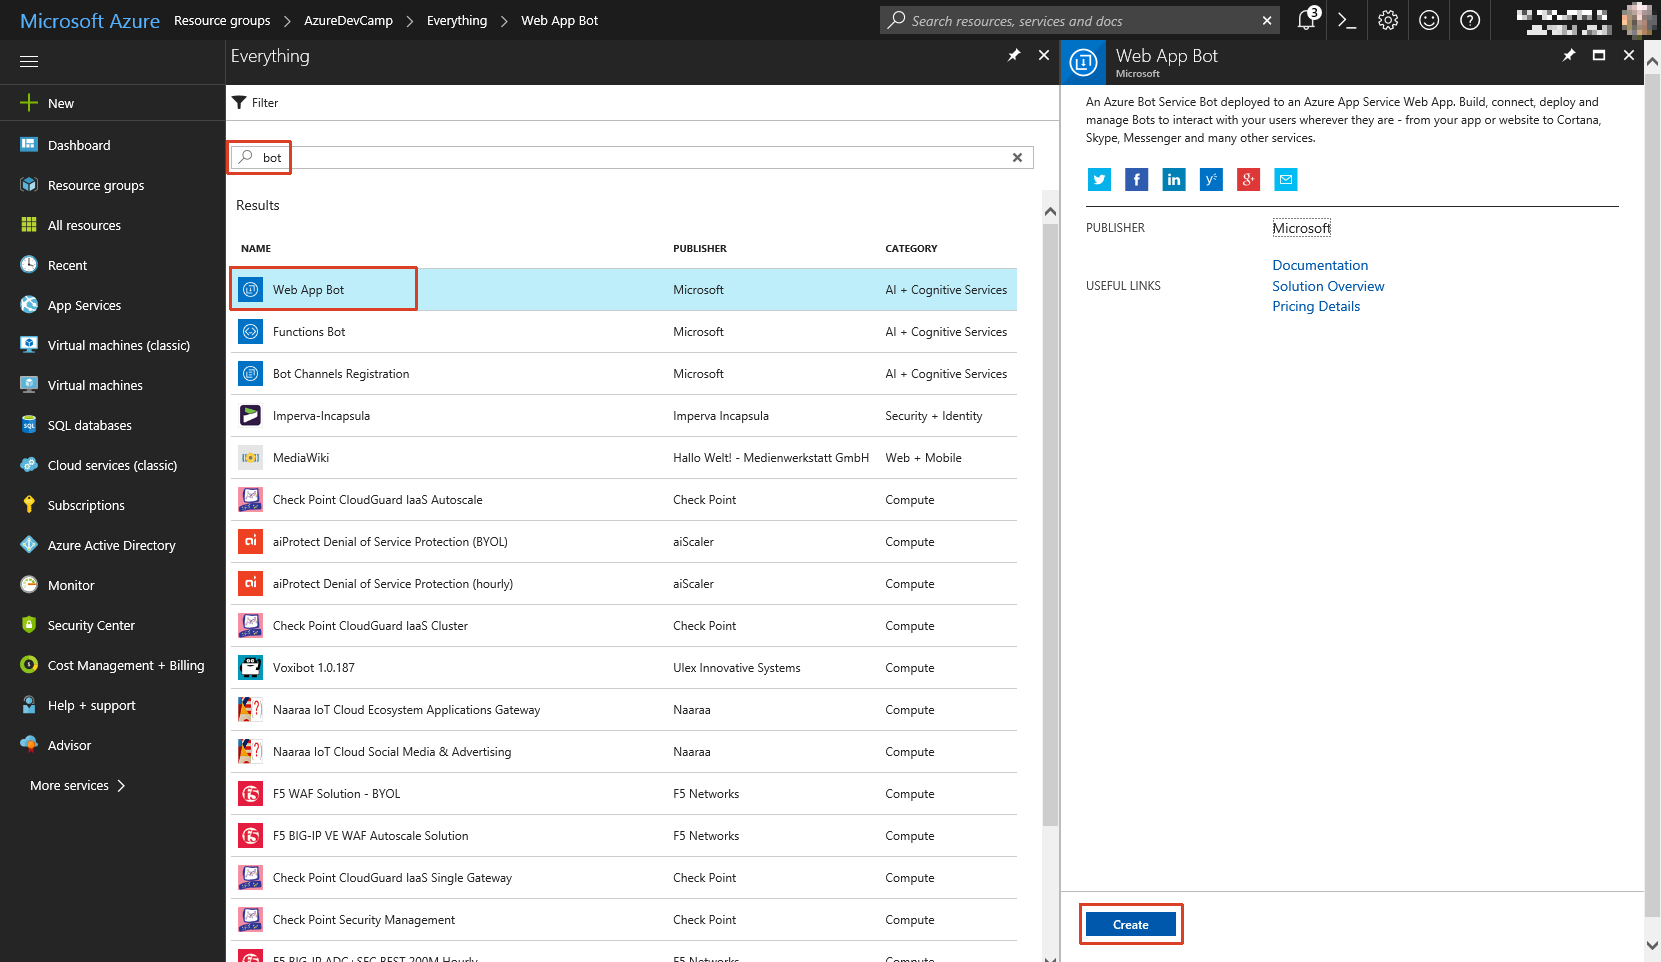 Microsoft Azure Resource groups AzureDevCamp Everything Web App Bot
Search resources, services and docs
3
Everything
Web App Bot
Microsoft
New
Dashboard
Resource groups
All resources
Recent
App Services
Virtual machines (classic)
Virtual machines
SQL databases
Cloud services (classic)
Subscriptions
Azure Active Directory
Monitor
Security Center
Cost Management + Billing
Help + support
Advisor
More services
Filter
bot
Results
NAME PUBLISHER CATEGORY
Web App Bot Microsoft AI + Cognitive Services
Functions Bot Microsoft AI + Cognitive Services
Bot Channels Registration Microsoft AI + Cognitive Services
Imperva-Incapsula Imperva Incapsula Security + Identity
MediaWiki Hallo Welt! - Medienwerkstatt GmbH Web + Mobile
Check Point CloudGuard IaaS Autoscale Check Point Compute
aiProtect Denial of Service Protection (BYOL) aiScaler Compute
aiProtect Denial of Service Protection (hourly) aiScaler Compute
Check Point CloudGuard IaaS Cluster Check Point Compute
Voxibot 1.0.187 Ulex Innovative Systems Compute
Naaraa IoT Cloud Ecosystem Applications Gateway Naaraa Compute
Naaraa IoT Cloud Social Media & Advertising Naaraa Compute
F5 WAF Solution - BYOL F5 Networks Compute
F5 BIG-IP VE WAF Autoscale Solution F5 Networks Compute
Check Point CloudGuard IaaS Single Gateway Check Point Compute
Check Point Security Management Check Point Compute
F5 BIG-IP ADC+SEC BEST 200M Hourly F5 Networks Compute
An Azure Bot Service Bot deployed to an Azure App Service Web App. Build, connect, deploy and
manage Bots to interact with your users wherever they are - from your app or website to Cortana,
Skype, Messenger and many other services.
PUBLISHER Microsoft
USEFUL LINKS
Documentation
Solution Overview
Pricing Details
Create